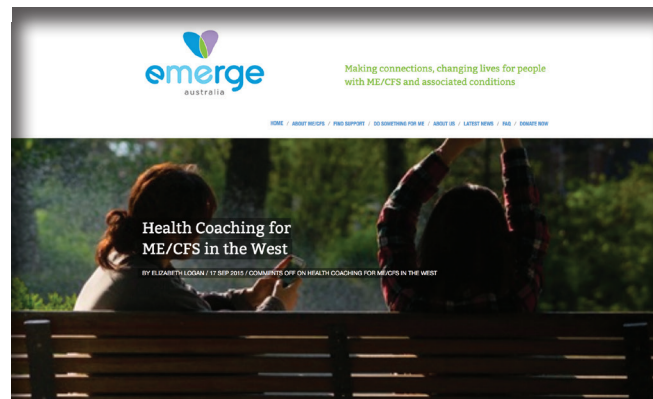 emerge
australia
Making connections, changing lives for people
with ME/CFS and associated conditions
HOME / ABOUT ME/CFS / FIND SUPPORT / DO SOMETHING FOR ME / ABOUT US / LATEST NEWS / FAQ / DONATE NOW
Health Coaching for
ME/CFS in the West
BY ELIZABETH LOGAN / 17 SEP 2015 / COMMENTS OFF ON HEALTH COACHING FOR ME/CFS IN THE WEST